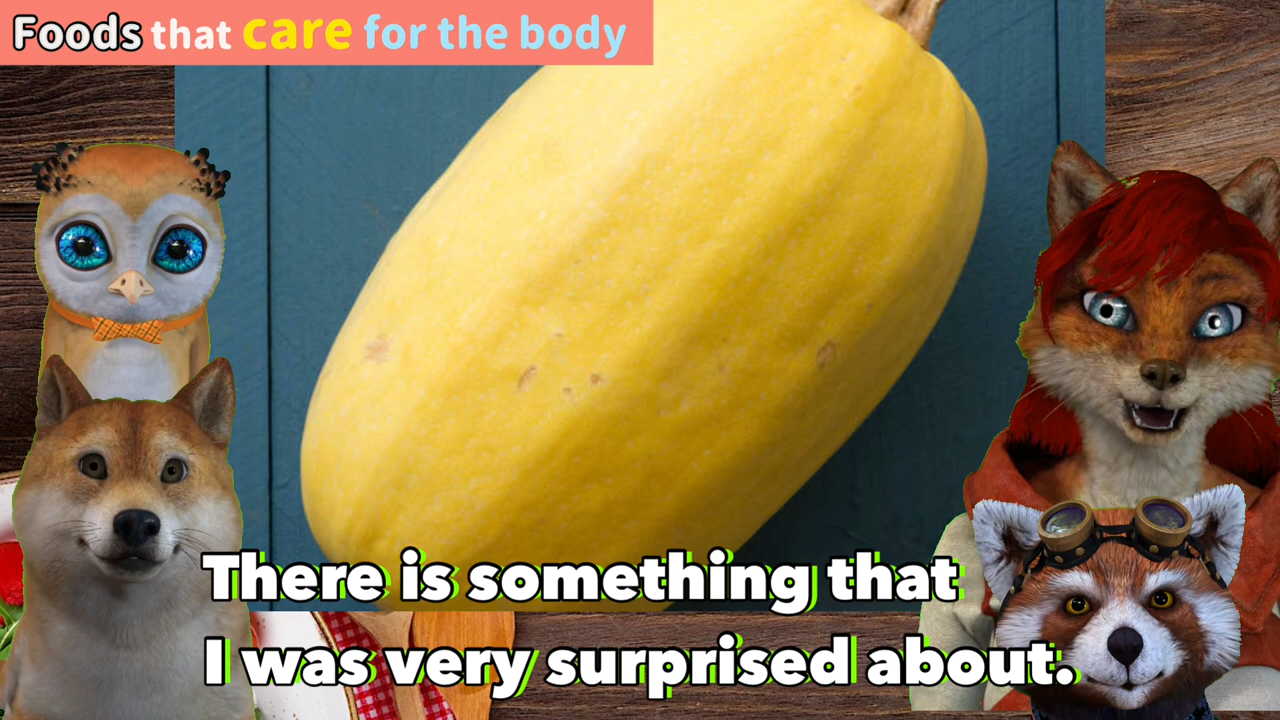 Foods that care for the body
There is something that
I was very surprised about.